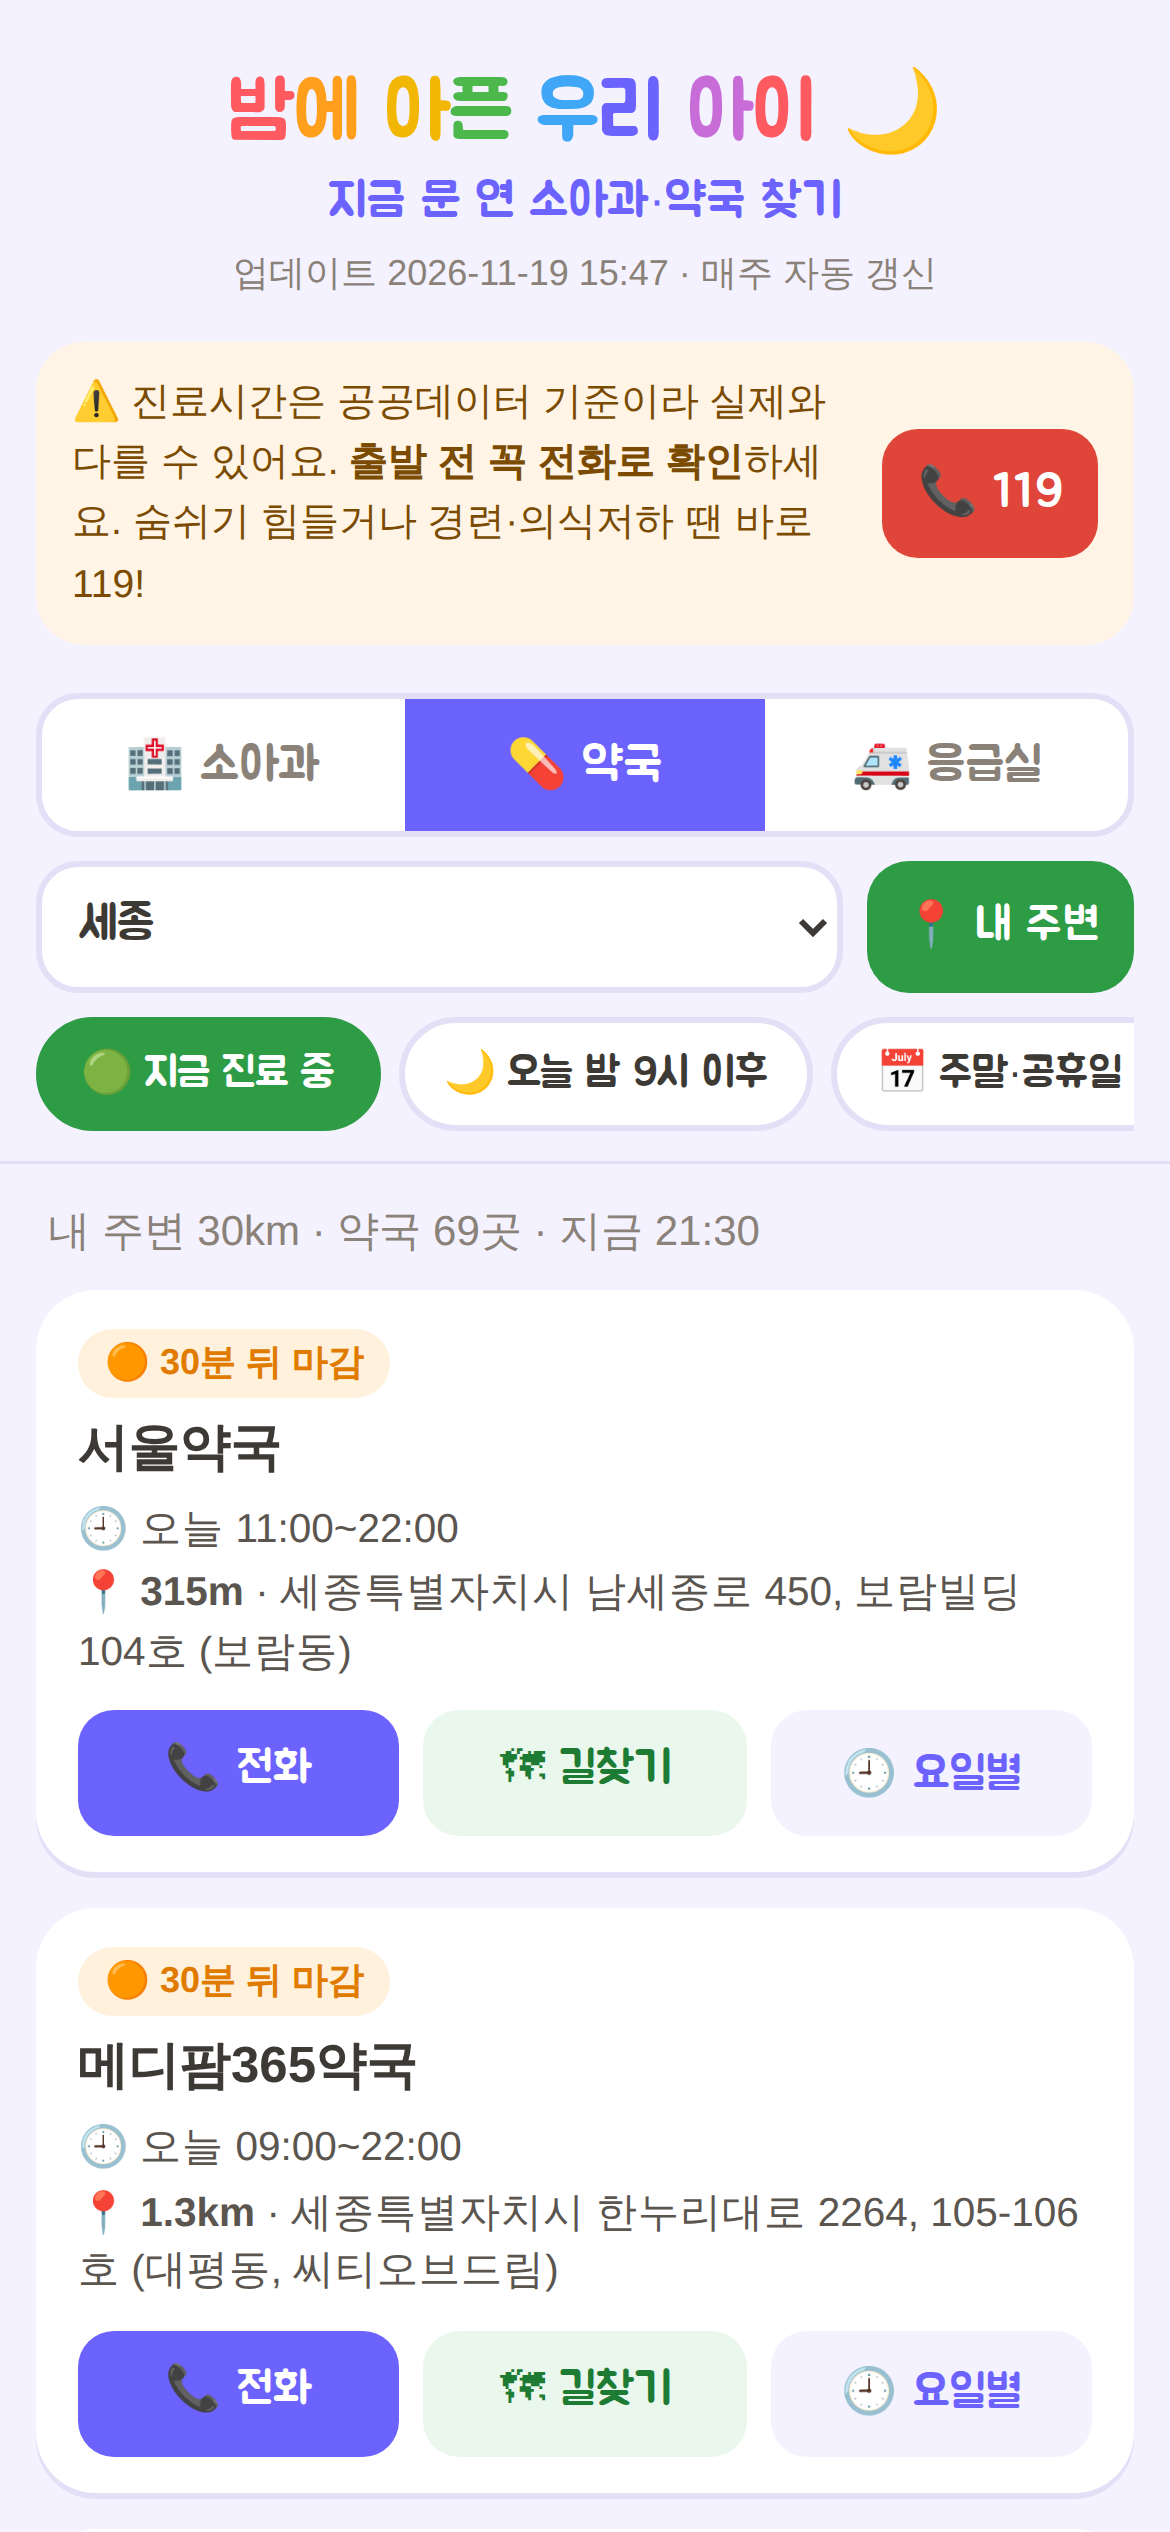 밤에 아픈 우리 아이 🌙
지금 문 연 소아과·약국 찾기
업데이트 2026-11-19 15:47 · 매주 자동 갱신
⚠️ 진료시간은 공공데이터 기준이라 실제와
다를 수 있어요. 출발 전 꼭 전화로 확인하세
요. 숨쉬기 힘들거나 경련·의식저하 땐 바로
119!
📞 119
🏥 소아과
💊 약국
🚑 응급실
세종
📍 내 주변
🟢 지금 진료 중
🌙 오늘 밤 9시 이후
📅 주말·공휴일
내 주변 30km · 약국 69곳 · 지금 21:30
🟠 30분 뒤 마감
서울약국
🕘 오늘 11:00~22:00
📍 315m · 세종특별자치시 남세종로 450, 보람빌딩
104호 (보람동)
📞 전화
🗺 길찾기
🕘 요일별
🟠 30분 뒤 마감
메디팜365약국
🕘 오늘 09:00~22:00
📍 1.3km · 세종특별자치시 한누리대로 2264, 105-106
호 (대평동, 씨티오브드림)
📞 전화
🗺 길찾기
🕘 요일별